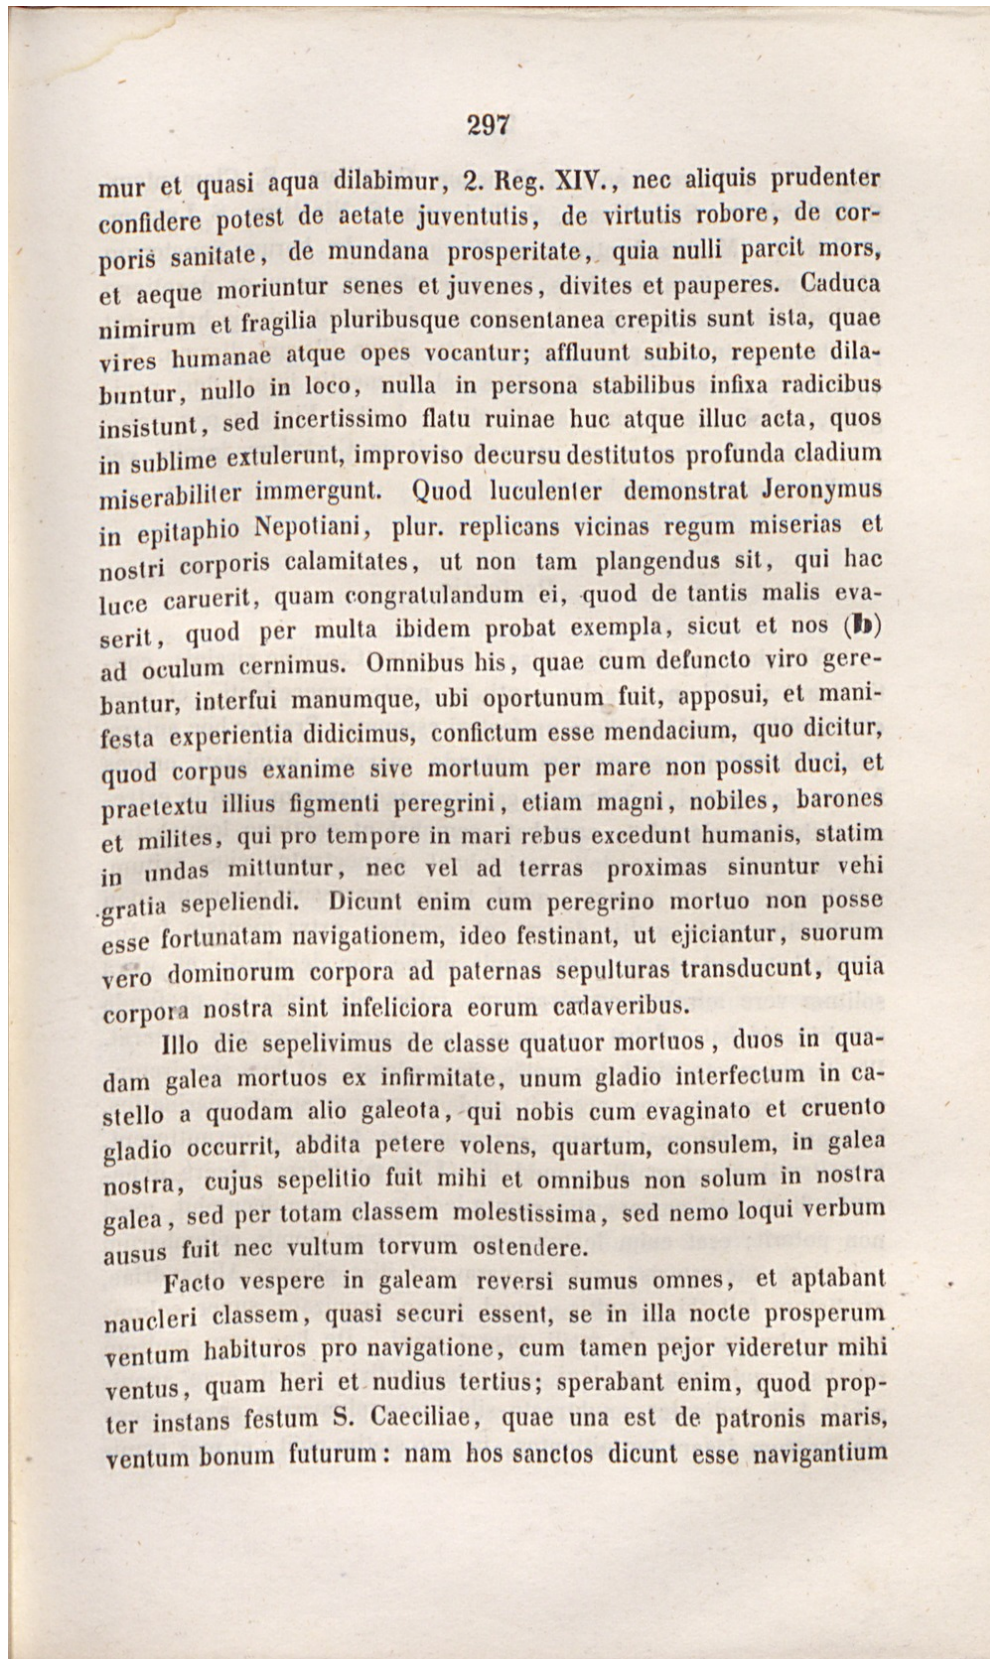 297
mur et quasi aqua dilabimur, 2. Reg. XIV., nec aliquis prudenter
confidere potest de aetate juventutis, de virtutis robore, de cor-
poris sanitate, de mundana prosperitate, quia nulli parcit mors,
et aeque moriuntur senes et juvenes, divites et pauperes. Caduca
nimirum et fragilia pluribusque consentanea crepitis sunt ista, quae
vires humanae atque opes vocantur; affluunt subito, repente dila-
buntur, nullo in loco, nulla in persona stabilibus infixa radicibus
insistunt, sed incertissimo flatu ruinae huc atque illuc acta, quos
in sublime extulerunt, improviso decursu destitutos profunda cladium
miserabiliter immergunt. Quod luculenter demonstrat Jeronymus
in epitaphio Nepotiani, plur. replicans vicinas regum miserias et
nostri corporis calamitates, ut non tam plangendus sit, qui hac
luce caruerit, quam congratulandum ei, quod de tantis malis eva-
serit, quod per multa ibidem probat exempla, sicut et nos (b)
ad oculum cernimus. Omnibus his, quae cum defuncto viro gere-
bantur, interfui manumque, ubi oportunum fuit, apposui, et mani-
festa experientia didicimus, confictum esse mendacium, quo dicitur,
quod corpus exanime sive mortuum per mare non possit duci, et
praetextu illius figmenti peregrini, etiam magni, nobiles, barones
et milites, qui pro tempore in mari rebus excedunt humanis, statim
in undas mittuntur, nec vel ad terras proximas sinuntur vehi
gratia sepeliendi. Dicunt enim cum peregrino mortuo non posse
esse fortunatam navigationem, ideo festinant, ut ejiciantur, suorum
vero dominorum corpora ad paternas sepulturas transducunt, quia
corpora nostra sint infeliciora eorum cadaveribus.
Illo die sepelivimus de classe quatuor mortuos, duos in qua-
dam galea mortuos ex infirmitate, unum gladio interfectum in ca-
stello a quodam alio galeota, qui nobis cum evaginato et cruento
gladio occurrit, abdita petere volens, quartum, consulem, in galea
nostra, cujus sepelitio fuit mihi et omnibus non solum in nostra
galea, sed per totam classem molestissima, sed nemo loqui verbum
ausus fuit nec vultum torvum ostendere.
Facto vespere in galeam reversi sumus omnes, et aptabant
naucleri classem, quasi securi essent, se in illa nocte prosperum
ventum habituros pro navigatione, cum tamen pejor videretur mihi
ventus, quam heri et nudius tertius; sperabant enim, quod prop-
ter instans festum S. Caeciliae, quae una est de patronis maris,
ventum bonum futurum: nam hos sanctos dicunt esse navigantium